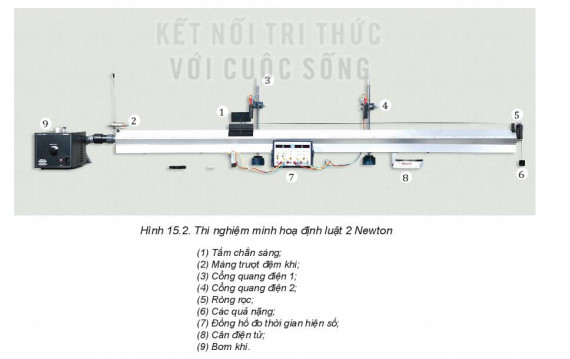 KẾT NỐI TRI THỨC
VỚI CUỘC SỐNG
3
1
4
5
9
2
6
7
8
Hình 15.2. Thí nghiệm minh hoạ định luật 2 Newton
(1) Tấm chắn sáng;
(2) Máng trượt đệm khí;
(3) Cổng quang điện 1;
(4) Cổng quang điện 2;
(5) Ròng rọc;
(6) Các quả nặng;
(7) Đồng hồ đo thời gian hiện số;
(8) Cân điện tử;
(9) Bơm khí.